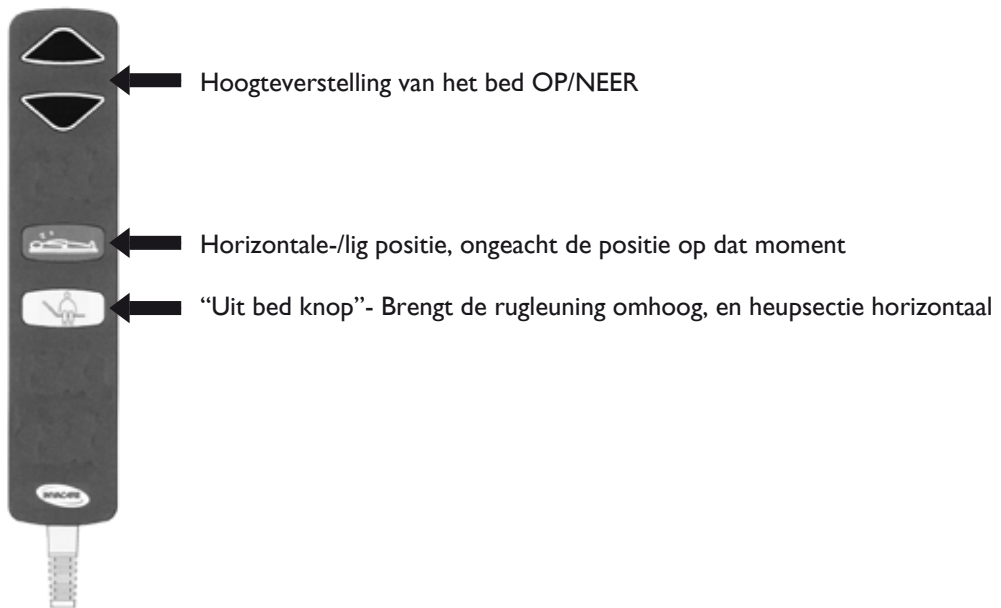 Hoogteverstelling van het bed OP/NEER
Horizontale-/lig positie, ongeacht de positie op dat moment
“Uit bed knop”- Brengt de rugleuning omhoog, en heupsectie horizontaal
INVACARE